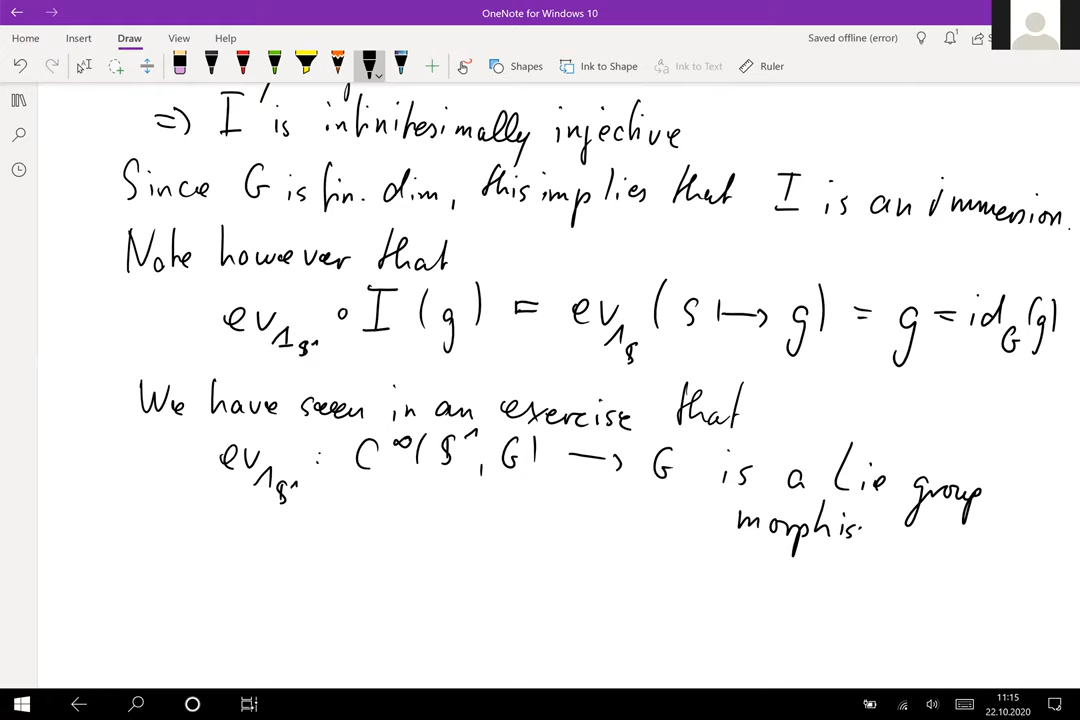 OneNote for Windows 10
Home Insert Draw View Help Saved offline (error)
Shapes Ink to Shape Ink to Text Ruler
=> I is infinitesimally injective
Since G is fin. dim, this implies that I is an immersion.
Note however that
ev_{1_{𝕊^1}} ∘ I(g) = ev_{1_𝕊}(s ↦ g) = g = id_G(g)
We have seen in an exercise that
ev_{1_{𝕊^1}} : C^∞(𝕊^1, G) → G is a Lie group
morphis
11:15
22.10.2020